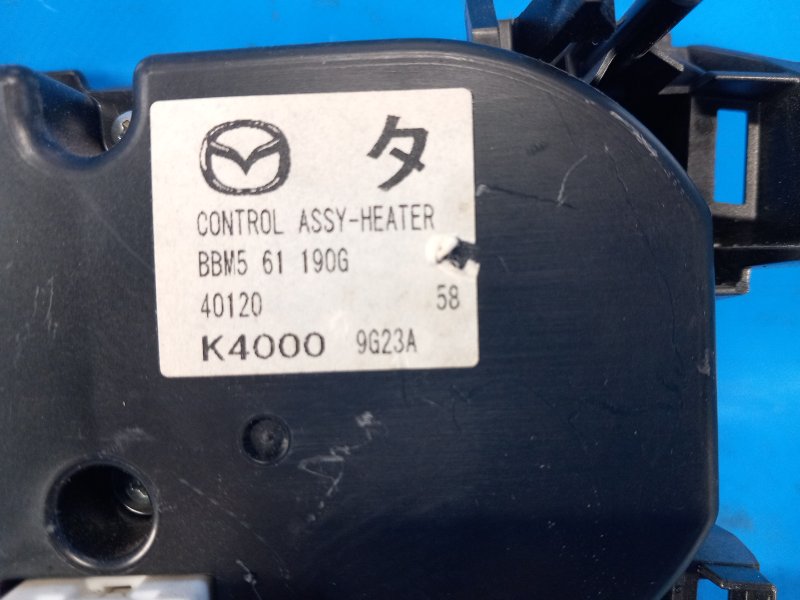 タ
CONTROL ASSY-HEATER
BBM5 61 190G
40120 58
K4000 9G23A